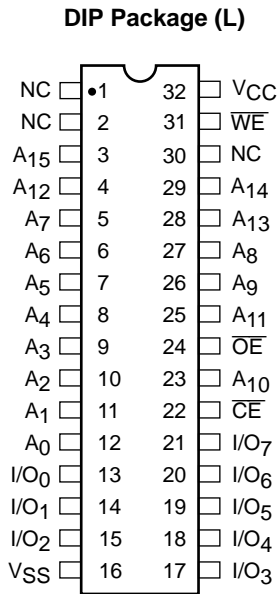 DIP Package (L)
NC •1 32 VCC
NC 2 31 W̅E̅
A15 3 30 NC
A12 4 29 A14
A7 5 28 A13
A6 6 27 A8
A5 7 26 A9
A4 8 25 A11
A3 9 24 O̅E̅
A2 10 23 A10
A1 11 22 C̅E̅
A0 12 21 I/O7
I/O0 13 20 I/O6
I/O1 14 19 I/O5
I/O2 15 18 I/O4
VSS 16 17 I/O3